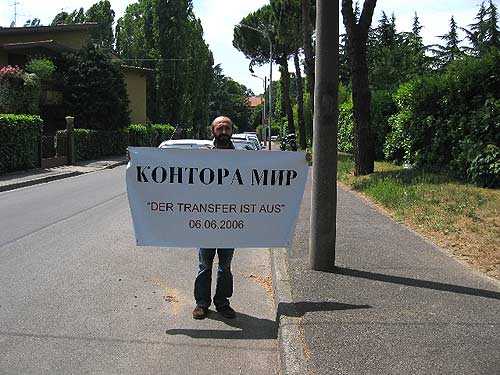 КОНТОРА МИР
"DER TRANSFER IST AUS"
06.06.2006